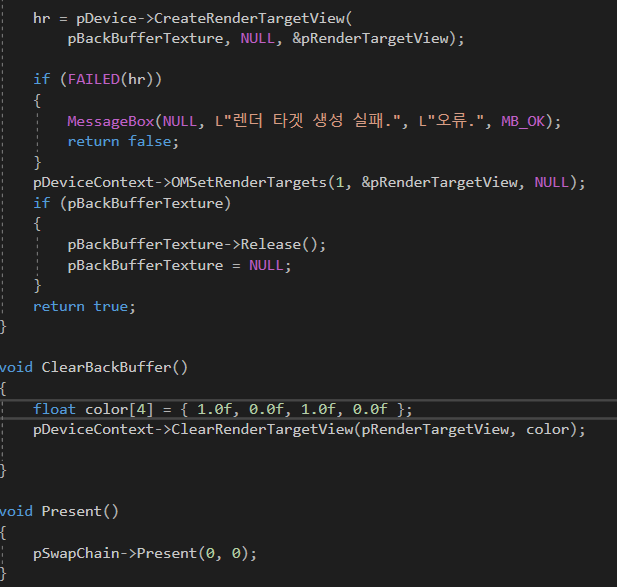 hr = pDevice->CreateRenderTargetView(
pBackBufferTexture, NULL, &pRenderTargetView);
if (FAILED(hr))
{
MessageBox(NULL, L"렌더 타겟 생성 실패.", L"오류.", MB_OK);
return false;
}
pDeviceContext->OMSetRenderTargets(1, &pRenderTargetView, NULL);
if (pBackBufferTexture)
{
pBackBufferTexture->Release();
pBackBufferTexture = NULL;
}
return true;
}
void ClearBackBuffer()
{
float color[4] = { 1.0f, 0.0f, 1.0f, 0.0f };
pDeviceContext->ClearRenderTargetView(pRenderTargetView, color);
}
void Present()
{
pSwapChain->Present(0, 0);
}